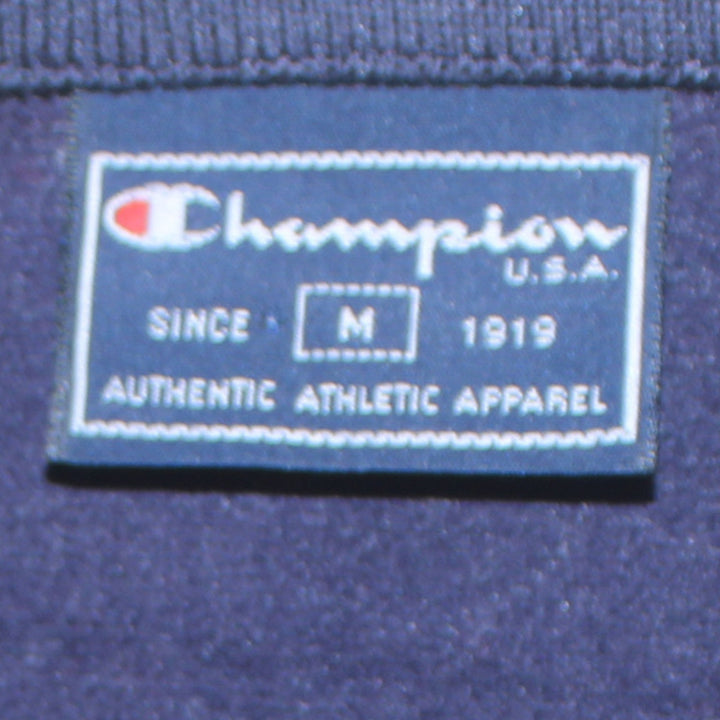 Champion
U.S.A.
SINCE M 1919
AUTHENTIC ATHLETIC APPAREL